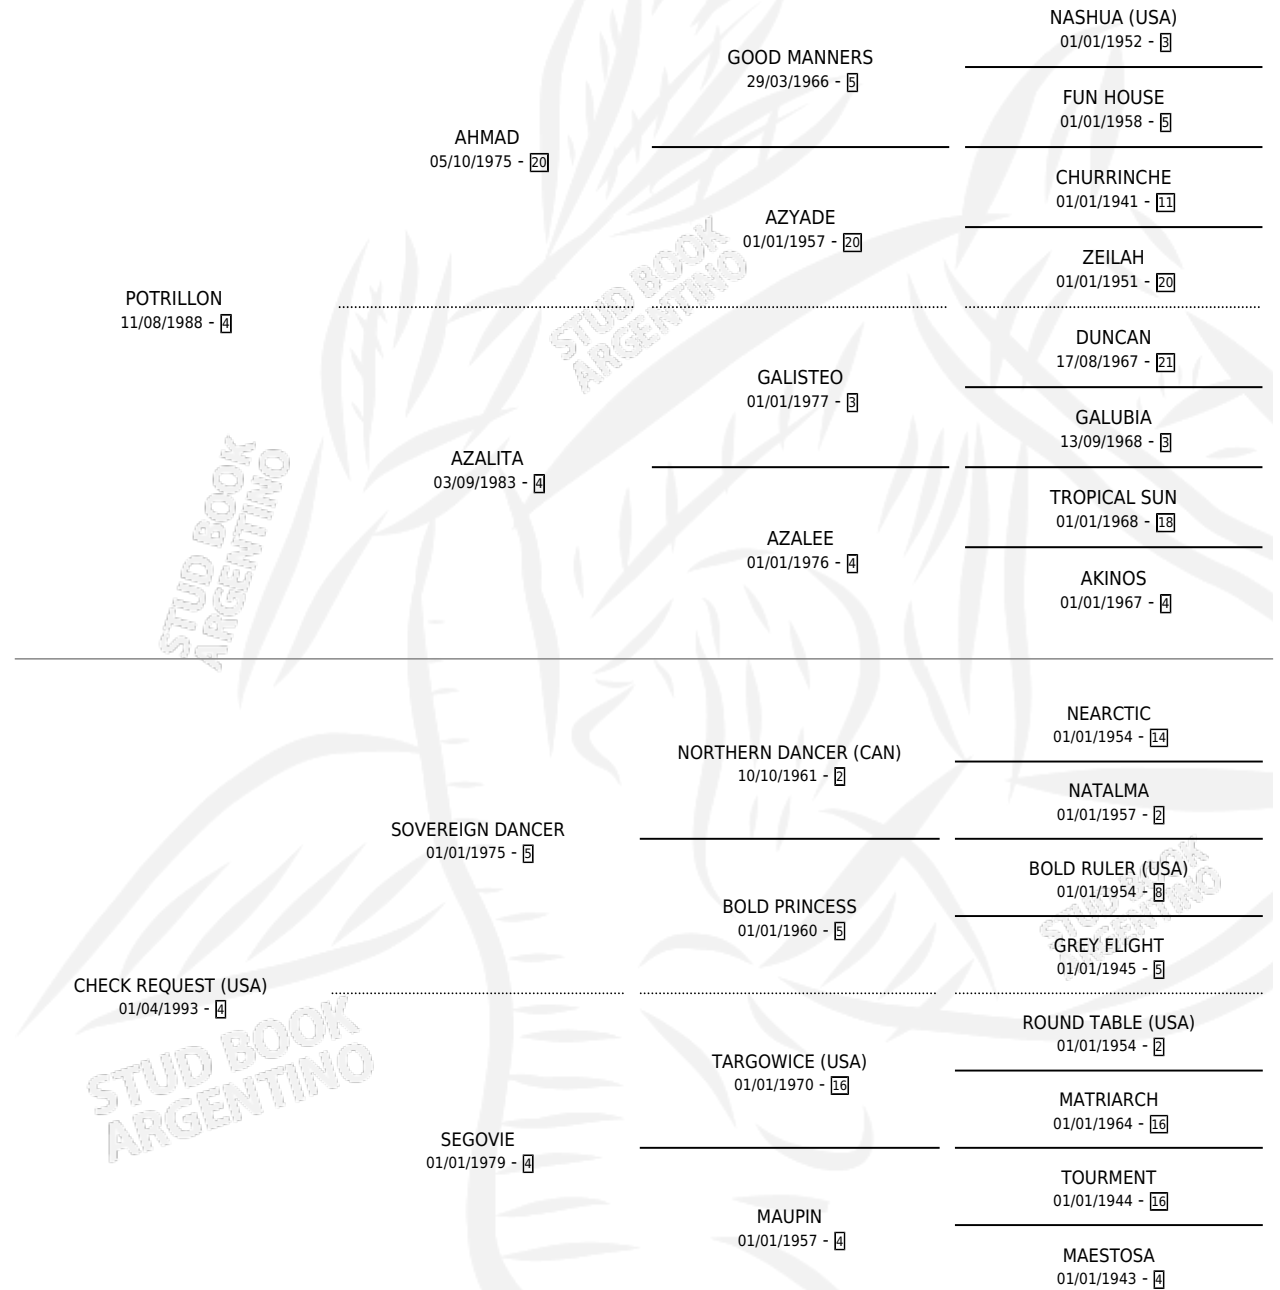 NASHUA (USA)
01/01/1952 - 3
GOOD MANNERS
29/03/1966 - 5
FUN HOUSE
01/01/1958 - 5
AHMAD
05/10/1975 - 20
CHURRINCHE
01/01/1941 - 11
AZYADE
01/01/1957 - 20
ZEILAH
01/01/1951 - 20
POTRILLON
11/08/1988 - 4
STUD BOOK
ARGENTINO
DUNCAN
17/08/1967 - 21
GALISTEO
01/01/1977 - 3
GALUBIA
13/09/1968 - 3
AZALITA
03/09/1983 - 4
TROPICAL SUN
01/01/1968 - 18
AZALEE
01/01/1976 - 4
AKINOS
01/01/1967 - 4
STUD BOOK
ARGENTINO
NEARCTIC
01/01/1954 - 14
NORTHERN DANCER (CAN)
10/10/1961 - 2
NATALMA
01/01/1957 - 2
SOVEREIGN DANCER
01/01/1975 - 5
BOLD RULER (USA)
01/01/1954 - 8
BOLD PRINCESS
01/01/1960 - 5
GREY FLIGHT
01/01/1945 - 5
STUD BOOK
ARGENTINO
CHECK REQUEST (USA)
01/04/1993 - 4
ROUND TABLE (USA)
01/01/1954 - 2
TARGOWICE (USA)
01/01/1970 - 16
MATRIARCH
01/01/1964 - 16
STUD BOOK
ARGENTINO
SEGOVIE
01/01/1979 - 4
TOURMENT
01/01/1944 - 16
MAUPIN
01/01/1957 - 4
MAESTOSA
01/01/1943 - 4